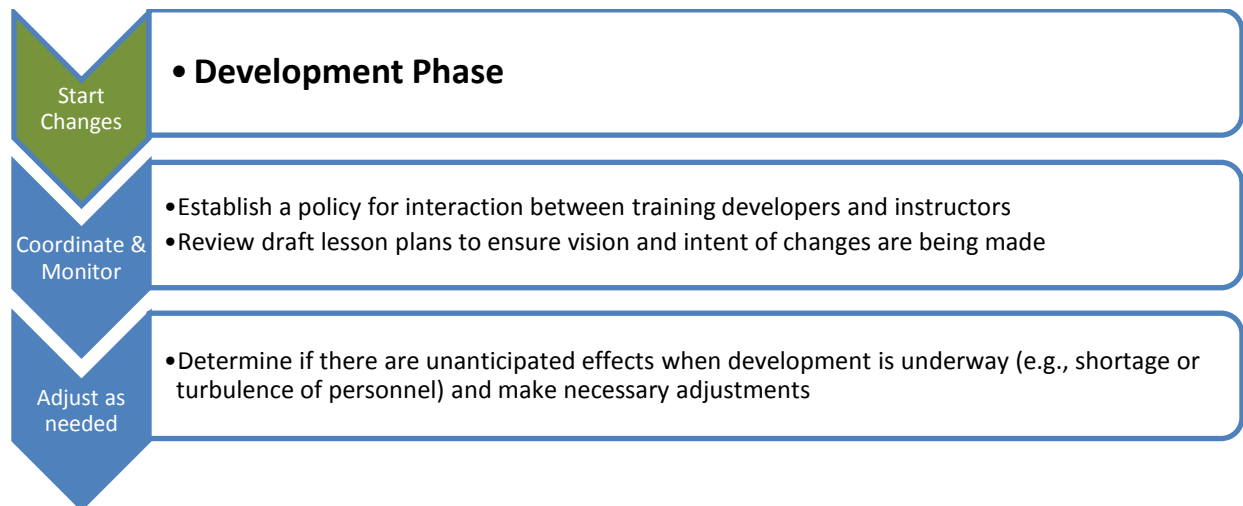 Start
Changes
• Development Phase
Coordinate &
Monitor
•Establish a policy for interaction between training developers and instructors
•Review draft lesson plans to ensure vision and intent of changes are being made
Adjust as
needed
•Determine if there are unanticipated effects when development is underway (e.g., shortage or
turbulence of personnel) and make necessary adjustments